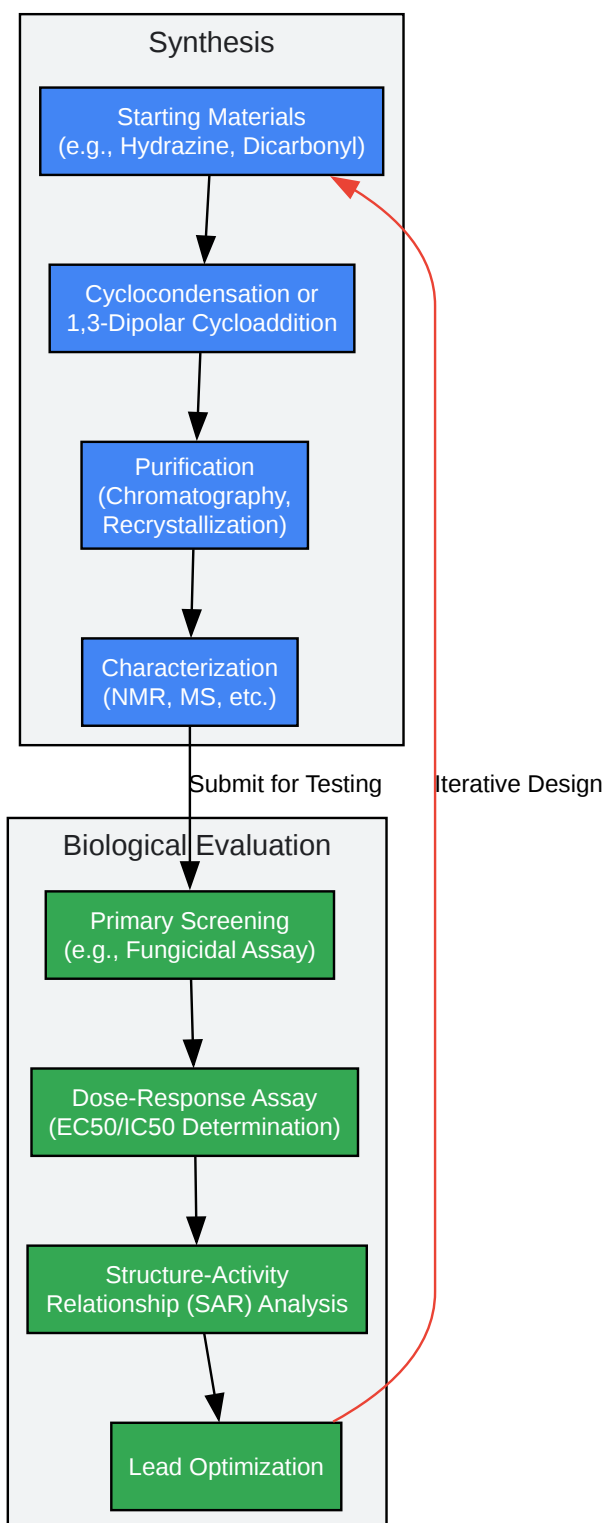 Synthesis
Starting Materials
(e.g., Hydrazine, Dicarbonyl)
Cyclocondensation or
1,3-Dipolar Cycloaddition
Purification
(Chromatography,
Recrystallization)
Characterization
(NMR, MS, etc.)
Submit for Testing
Iterative Design
Biological Evaluation
Primary Screening
(e.g., Fungicidal Assay)
Dose-Response Assay
(EC50/IC50 Determination)
Structure-Activity
Relationship (SAR) Analysis
Lead Optimization